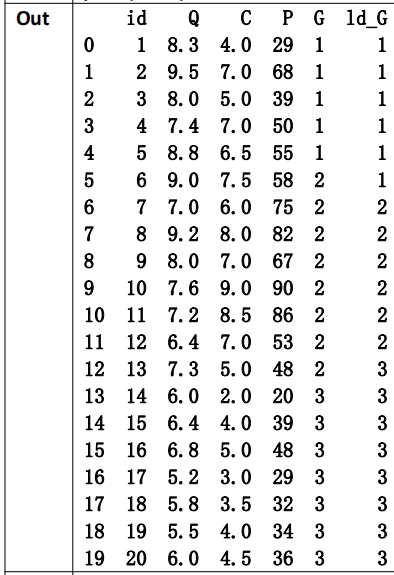 Out id Q C P G ld_G
0 1 8.3 4.0 29 1 1
1 2 9.5 7.0 68 1 1
2 3 8.0 5.0 39 1 1
3 4 7.4 7.0 50 1 1
4 5 8.8 6.5 55 1 1
5 6 9.0 7.5 58 2 1
6 7 7.0 6.0 75 2 2
7 8 9.2 8.0 82 2 2
8 9 8.0 7.0 67 2 2
9 10 7.6 9.0 90 2 2
10 11 7.2 8.5 86 2 2
11 12 6.4 7.0 53 2 2
12 13 7.3 5.0 48 2 3
13 14 6.0 2.0 20 3 3
14 15 6.4 4.0 39 3 3
15 16 6.8 5.0 48 3 3
16 17 5.2 3.0 29 3 3
17 18 5.8 3.5 32 3 3
18 19 5.5 4.0 34 3 3
19 20 6.0 4.5 36 3 3